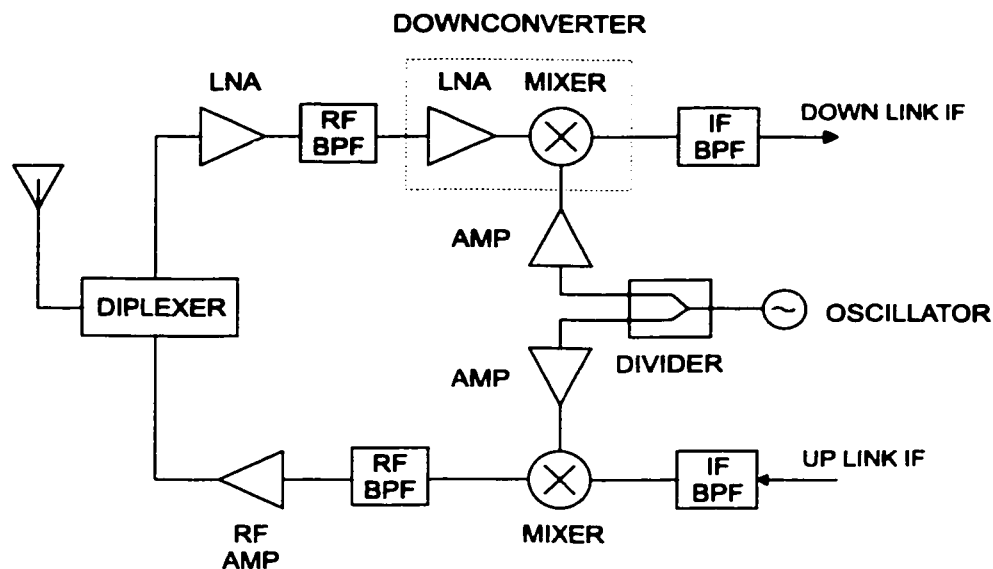 DOWNCONVERTER
LNA
LNA
MIXER
RF
BPF
IF
BPF
DOWN LINK IF
AMP
DIPLEXER
OSCILLATOR
DIVIDER
AMP
RF
BPF
IF
BPF
UP LINK IF
RF
AMP
MIXER